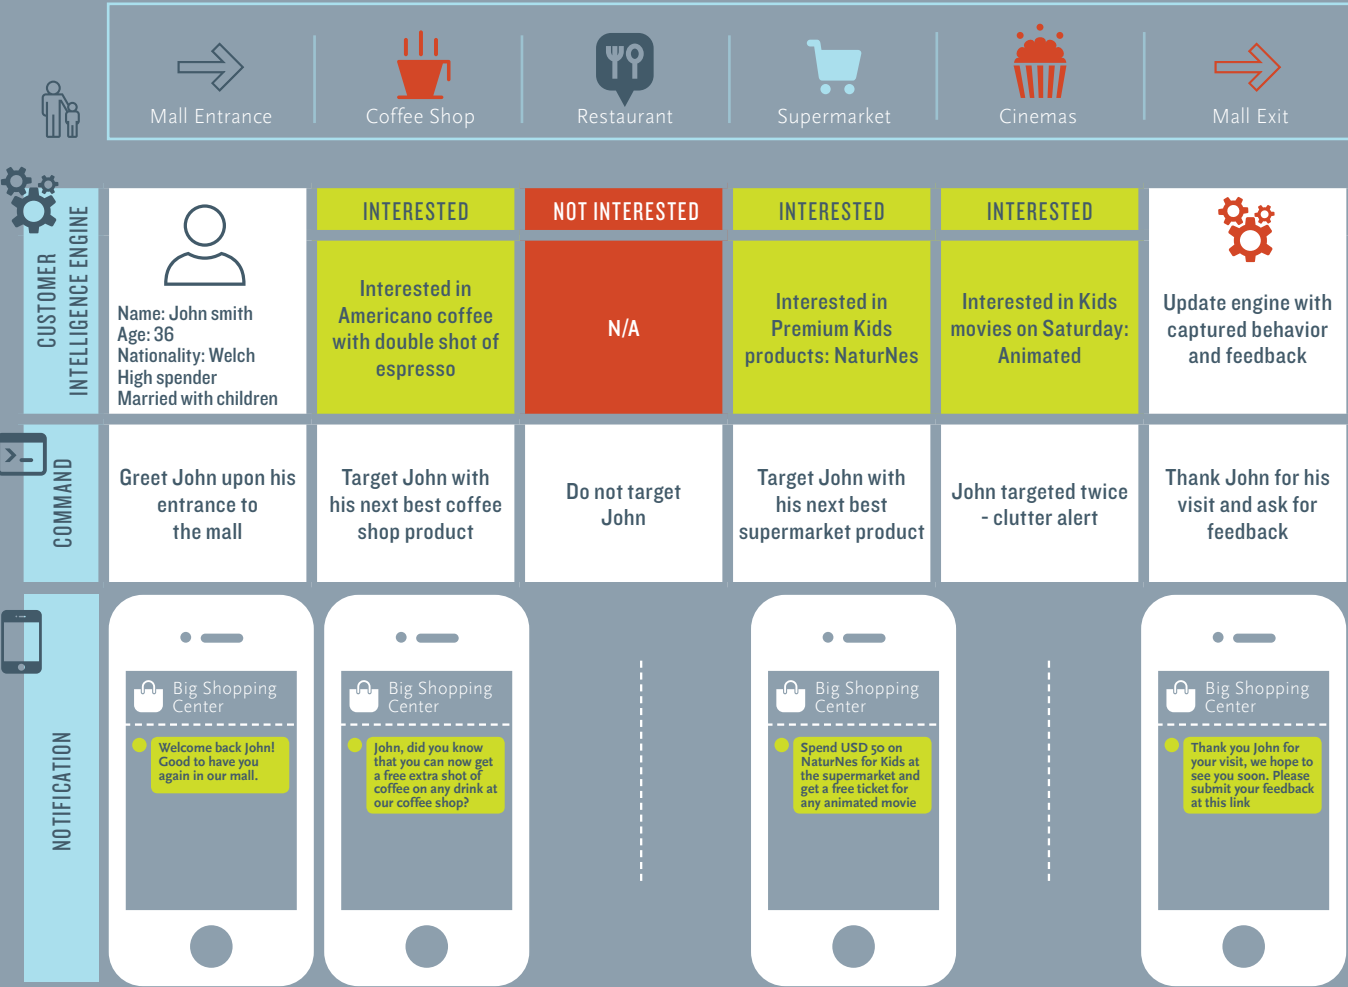 Mall Entrance
Coffee Shop
Restaurant
Supermarket
Cinemas
Mall Exit
CUSTOMER
INTELLIGENCE ENGINE
Name: John smith
Age: 36
Nationality: Welch
High spender
Married with children
INTERESTED
Interested in
Americano coffee
with double shot of
espresso
NOT INTERESTED
N/A
INTERESTED
Interested in
Premium Kids
products: NaturNes
INTERESTED
Interested in Kids
movies on Saturday:
Animated
Update engine with
captured behavior
and feedback
COMMAND
Greet John upon his
entrance to
the mall
Target John with
his next best coffee
shop product
Do not target
John
Target John with
his next best
supermarket product
John targeted twice
- clutter alert
Thank John for his
visit and ask for
feedback
NOTIFICATION
Big Shopping
Center
Welcome back John!
Good to have you
again in our mall.
Big Shopping
Center
John, did you know
that you can now get
a free extra shot of
coffee on any drink at
our coffee shop?
Big Shopping
Center
Spend USD 50 on
NaturNes for Kids at
the supermarket and
get a free ticket for
any animated movie
Big Shopping
Center
Thank you John for
your visit, we hope to
see you soon. Please
submit your feedback
at this link